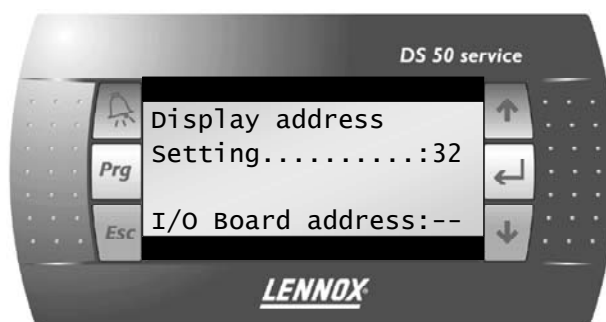 DS 50 service
Display address
Setting..........:32
Prg
I/O Board address:--
Esc
LENNOX